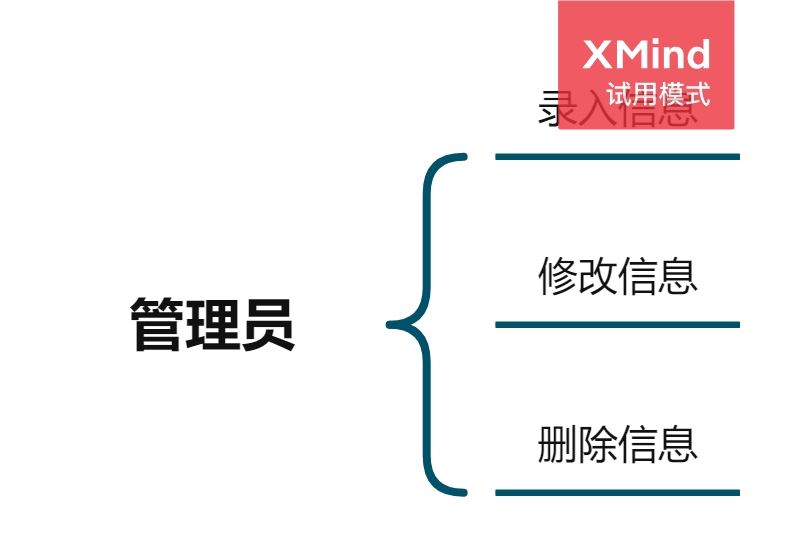 XMind
试用模式
录入信息
修改信息
管理员
删除信息